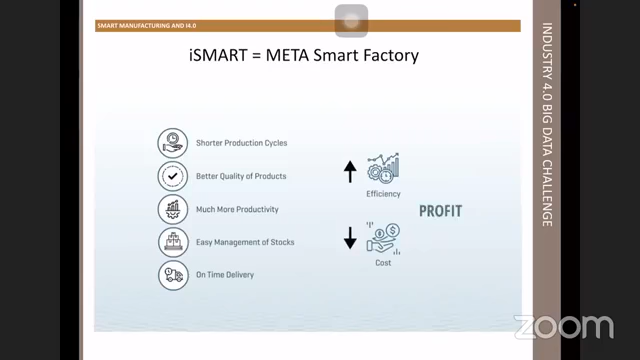 SMART MANUFACTURING AND I4.0
iSMART = META Smart Factory
Shorter Production Cycles
Better Quality of Products
Much More Productivity
Easy Management of Stocks
On Time Delivery
Efficiency
Cost
PROFIT
INDUSTRY 4.0 BIG DATA CHALLENGE
zoom